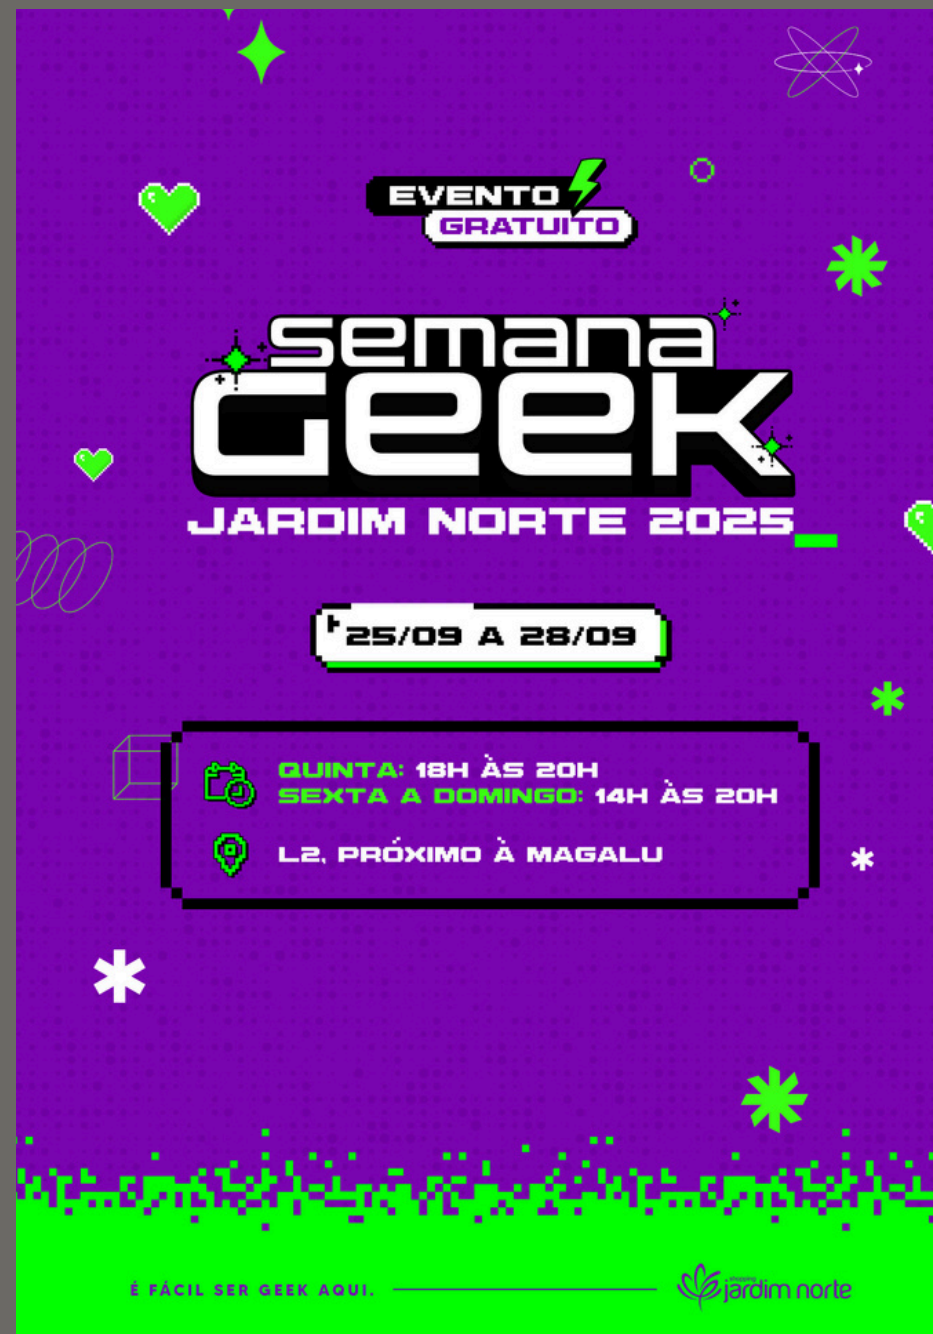 EVENTO
GRATUITO
semana
Geek
JARDIM NORTE 2025_
25/09 A 28/09
QUINTA: 18H ÀS 20H
SEXTA A DOMINGO: 14H ÀS 20H
L2, PRÓXIMO À MAGALU
É FÁCIL SER GEEK AQUI.
shopping
jardim norte